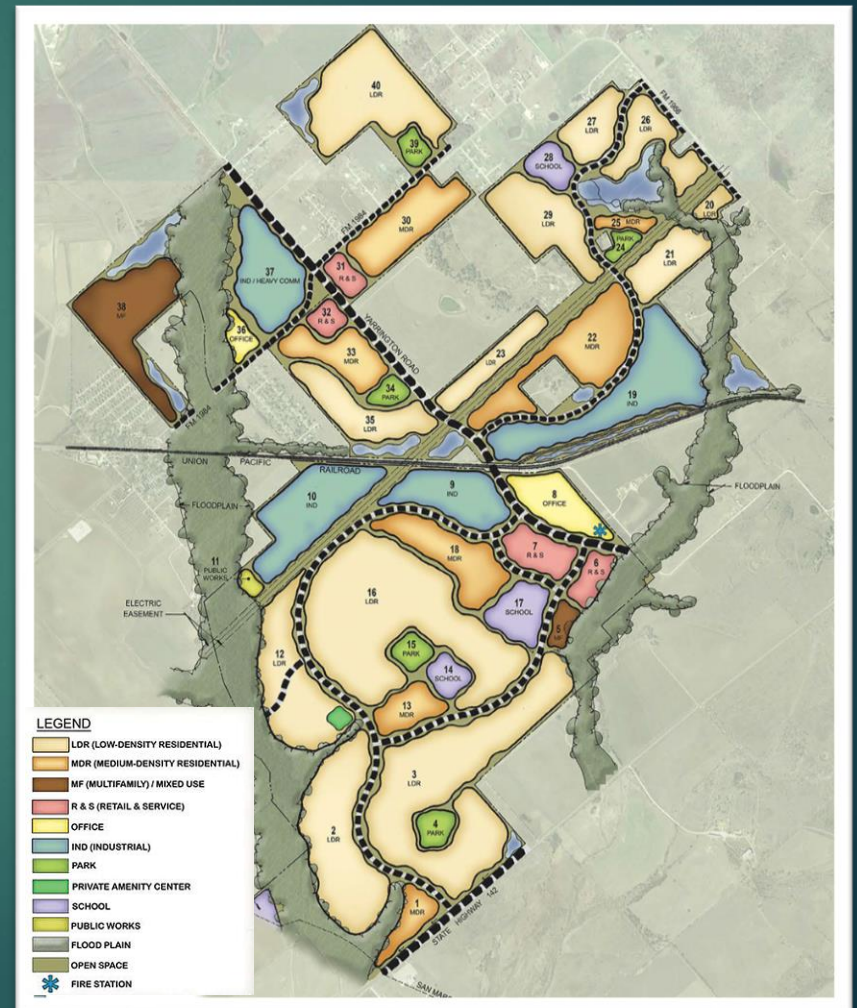 40
LDR
39
PARK
FM 1966
27
LDR
26
LDR
28
SCHOOL
20
LDR
29
LDR
25 MDR
PARK
24
21
LDR
30
MDR
FM 1984
31
R & S
37
IND / HEAVY COMM
38
MF
36
OFFICE
32
R & S
YARRINGTON ROAD
33
MDR
34
PARK
35
LDR
23
LDR
22
MDR
19
IND
FM 1984
UNION PACIFIC RAILROAD
FLOODPLAIN
FLOODPLAIN
10
IND
9
IND
8
OFFICE
7
R & S
6
R & S
5
MF
11
PUBLIC
WORKS
ELECTRIC
EASEMENT
18
MDR
17
SCHOOL
16
LDR
15
PARK
14
SCHOOL
13
MDR
12
LDR
3
LDR
4
PARK
2
LDR
1
MDR
STATE HIGHWAY 142
LEGEND
LDR (LOW-DENSITY RESIDENTIAL)
MDR (MEDIUM-DENSITY RESIDENTIAL)
MF (MULTIFAMILY) / MIXED USE
R & S (RETAIL & SERVICE)
OFFICE
IND (INDUSTRIAL)
PARK
PRIVATE AMENITY CENTER
SCHOOL
PUBLIC WORKS
FLOOD PLAIN
OPEN SPACE
FIRE STATION